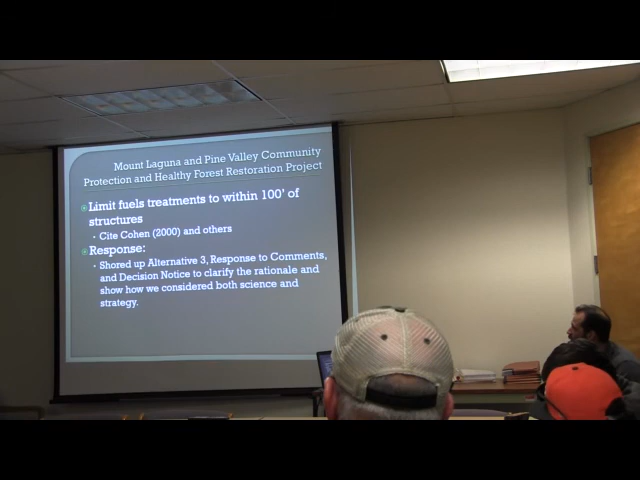 Mount Laguna and Pine Valley Community
Protection and Healthy Forest Restoration Project
Limit fuels treatments to within 100' of
structures
Cite Cohen (2000) and others
Response:
Shored up Alternative 3, Response to Comments,
and Decision Notice to clarify the rationale and
show how we considered both science and
strategy.